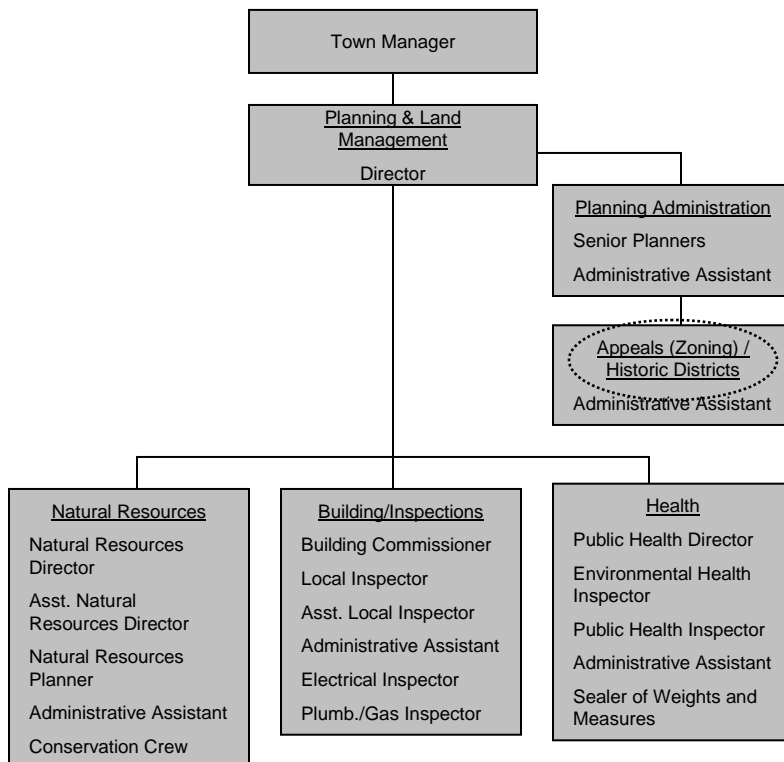 Town Manager
Planning & Land
Management
Director
Planning Administration
Senior Planners
Administrative Assistant
Appeals (Zoning) /
Historic Districts
Administrative Assistant
Natural Resources
Natural Resources
Director
Asst. Natural
Resources Director
Natural Resources
Planner
Administrative Assistant
Conservation Crew
Building/Inspections
Building Commissioner
Local Inspector
Asst. Local Inspector
Administrative Assistant
Electrical Inspector
Plumb./Gas Inspector
Health
Public Health Director
Environmental Health
Inspector
Public Health Inspector
Administrative Assistant
Sealer of Weights and
Measures